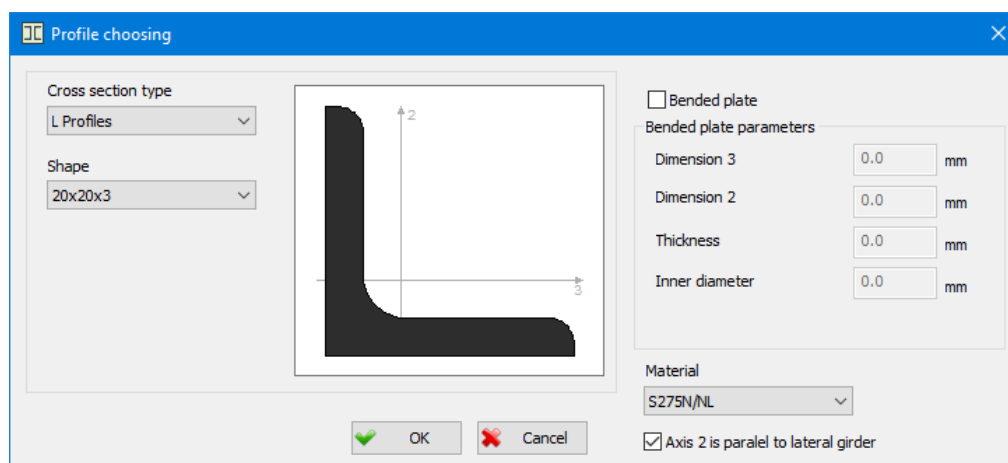 Profile choosing
Cross section type
L Profiles
Shape
20x20x3
2
3
Bended plate
Bended plate parameters
Dimension 3 0.0 mm
Dimension 2 0.0 mm
Thickness 0.0 mm
Inner diameter 0.0 mm
Material
S275N/NL
Axis 2 is paralel to lateral girder
OK Cancel